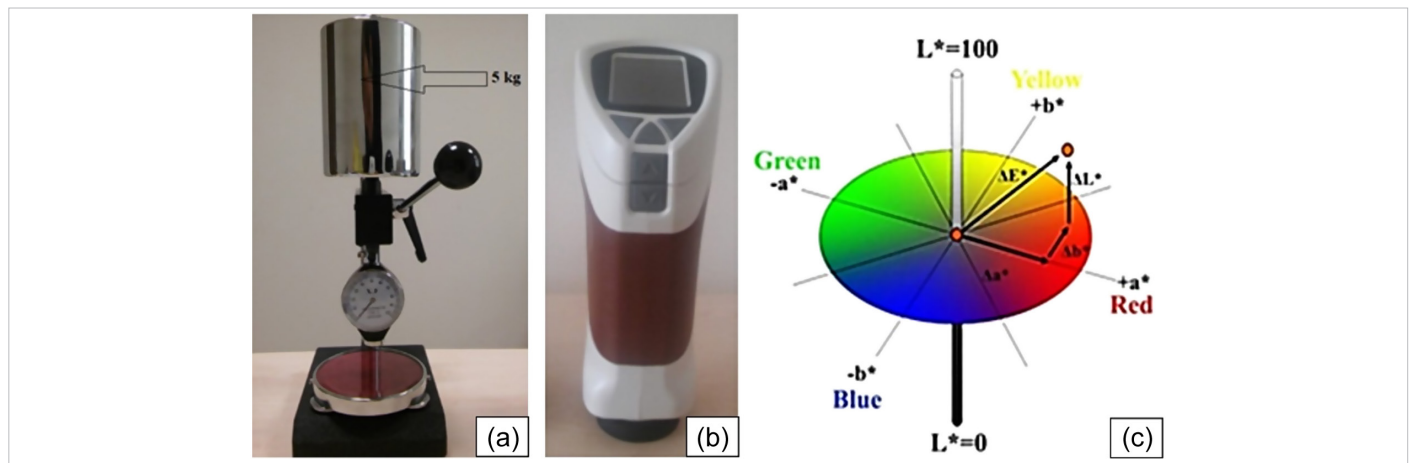 5 kg
(a)
(b)
L*=100
Yellow
+b*
Green
-a*
ΔE*
ΔL*
Δb*
Δa*
+a*
Red
-b*
Blue
L*=0
(c)